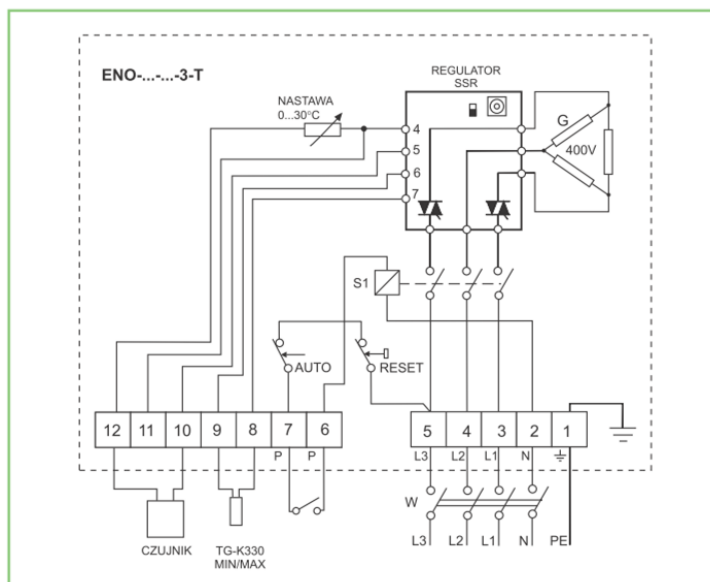 ENO-...-...-3-T
REGULATOR
SSR
NASTAWA
0...30°C
4
5
6
7
G
400V
S1
AUTO
RESET
12 11 10 9 8 7 6
5 4 3 2 1
P P
L3 L2 L1 N
W
CZUJNIK
TG-K330
MIN/MAX
L3 L2 L1 N PE